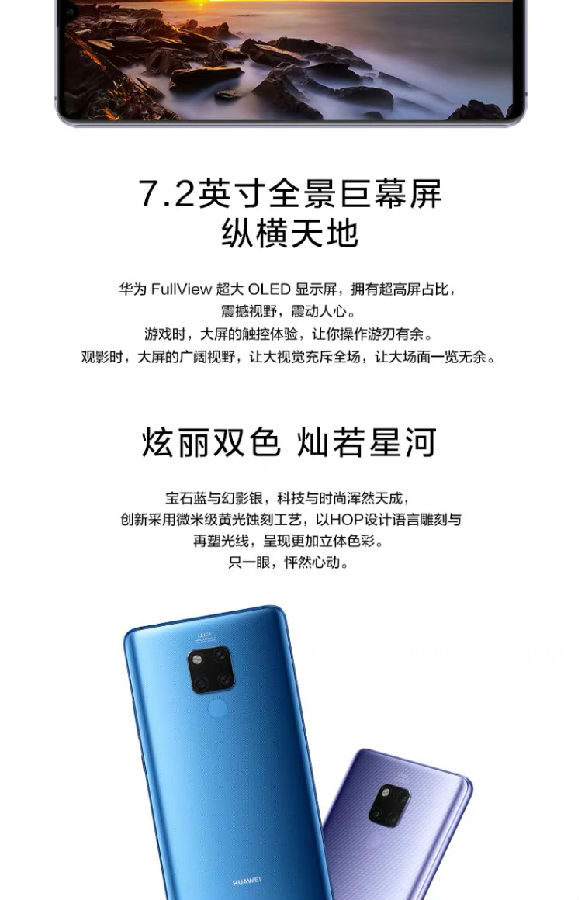 7.2英寸全景巨幕屏
纵横天地
华为 FullView 超大 OLED 显示屏，拥有超高屏占比，
震撼视野，震动人心。
游戏时，大屏的触控体验，让你操作游刃有余。
观影时，大屏的广阔视野，让大视觉充斥全场，让大场面一览无余。
炫丽双色 灿若星河
宝石蓝与幻影银，科技与时尚浑然天成，
创新采用微米级黄光蚀刻工艺，以HOP设计语言雕刻与
再塑光线，呈现更加立体色彩。
只一眼，怦然心动。
HUAWEI